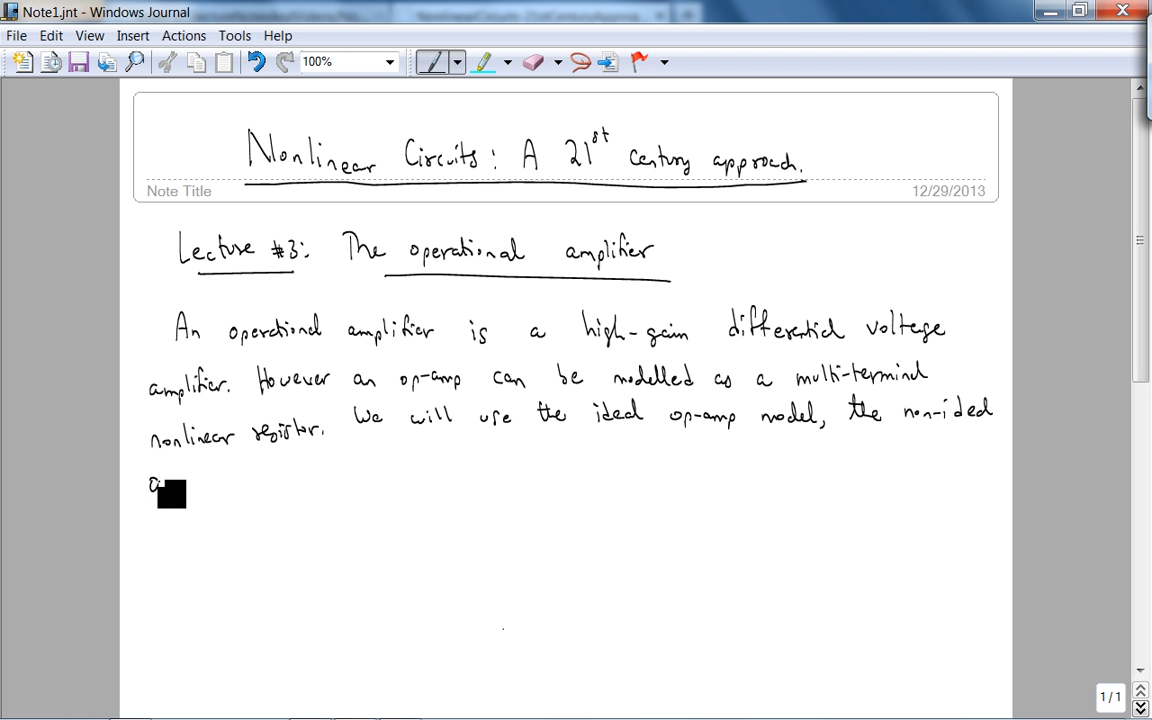 Note1.jnt - Windows Journal
File Edit View Insert Actions Tools Help
100%
Nonlinear Circuits: A 21st Century approach.
Note Title
12/29/2013
Lecture #3: The operational amplifier
An operational amplifier is a high-gain differential voltage
amplifier. However an op-amp can be modelled as a multi-terminal
nonlinear resistor. We will use the ideal op-amp model, the non-ideal
1 / 1